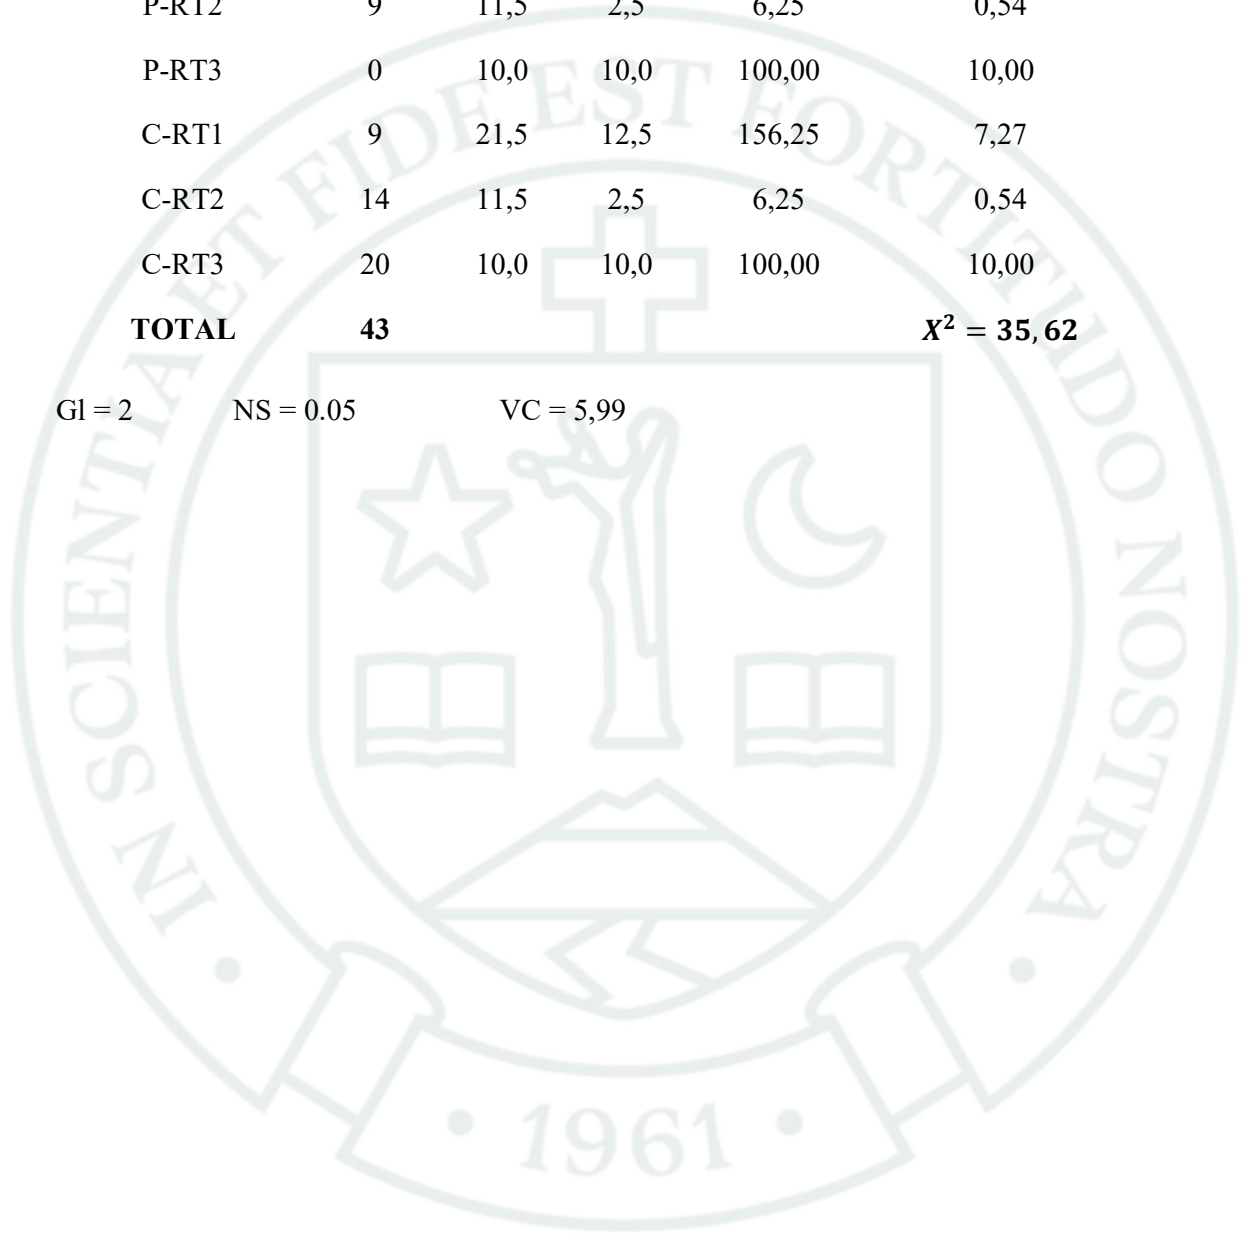 P-RT2 9 11,5 2,5 6,25 0,54
P-RT3 0 10,0 10,0 100,00 10,00
C-RT1 9 21,5 12,5 156,25 7,27
C-RT2 14 11,5 2,5 6,25 0,54
C-RT3 20 10,0 10,0 100,00 10,00
TOTAL 43 X² = 35,62
Gl = 2 NS = 0.05 VC = 5,99
IN SCIENTIA ET FIDE EST FORTITUDO NOSTRA
• 1961 •